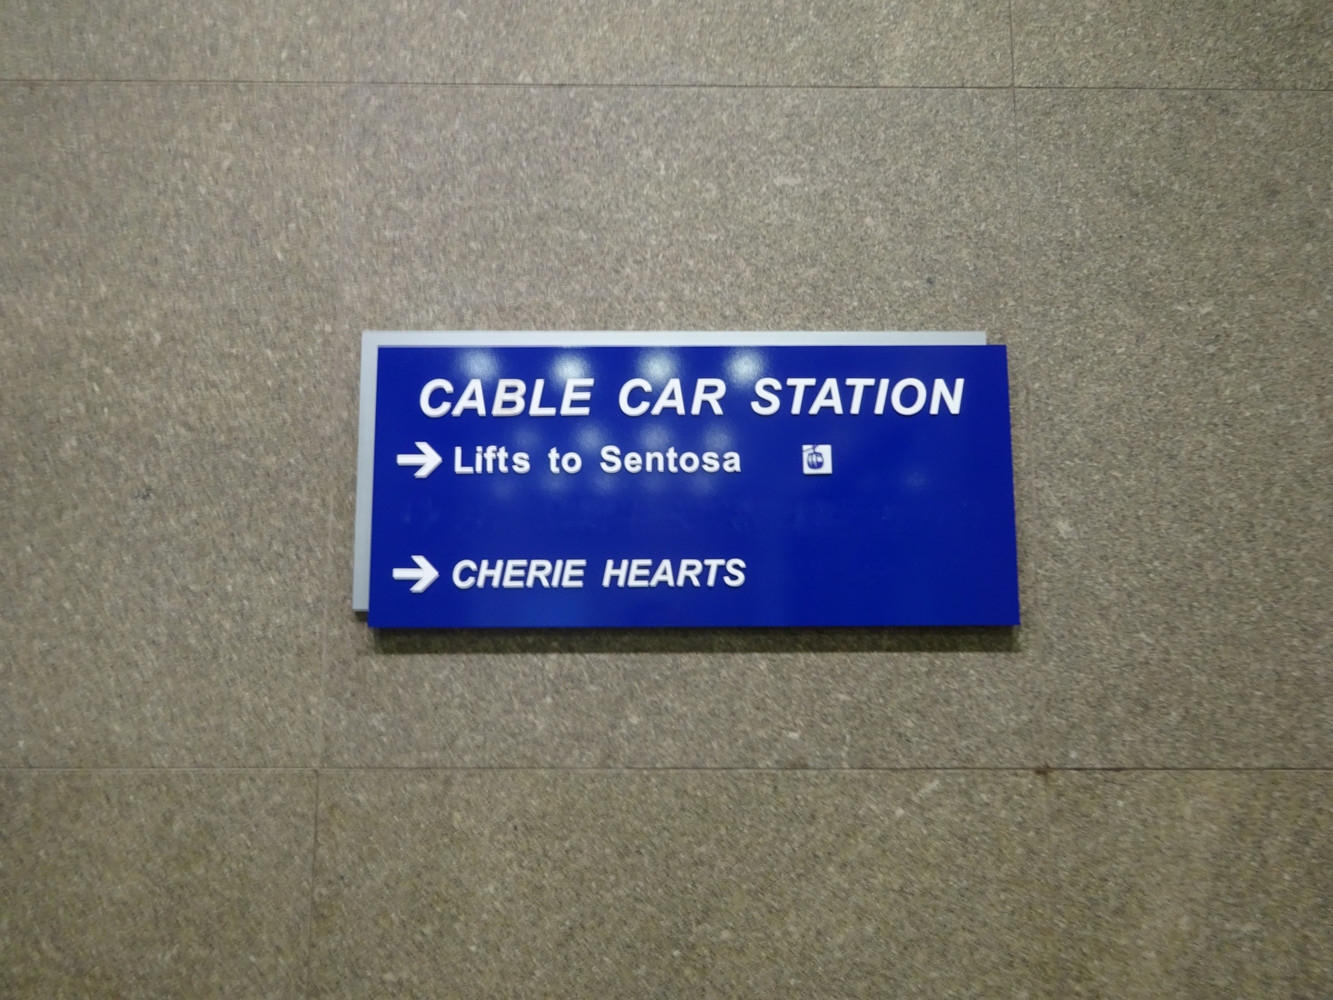 CABLE CAR STATION
Lifts to Sentosa
CHERIE HEARTS